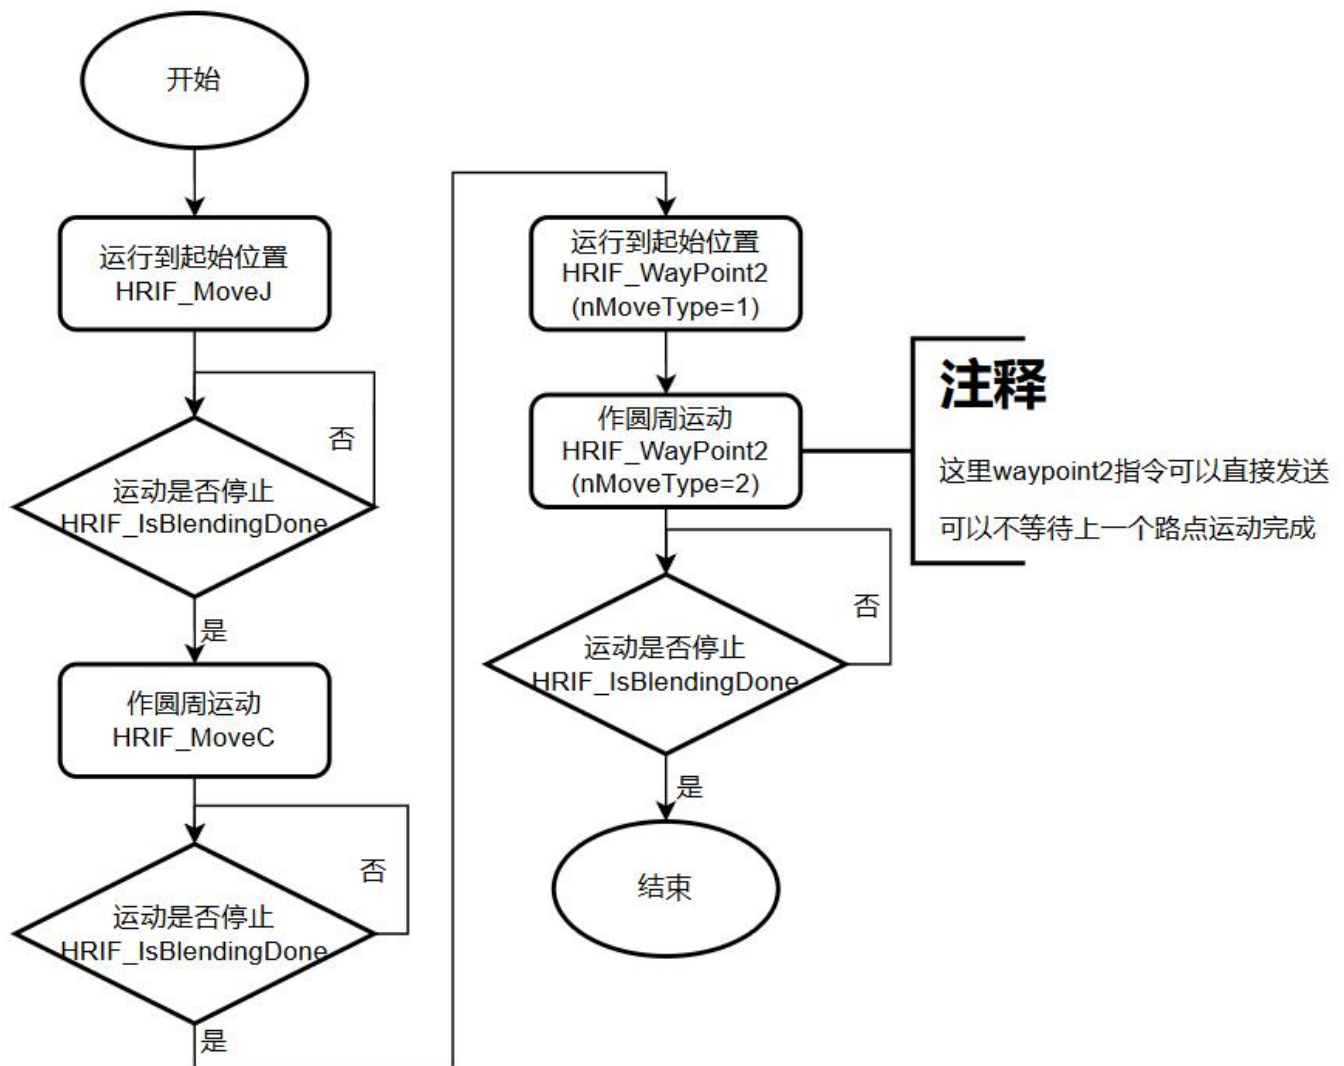 开始
运行到起始位置
HRIF_MoveJ
否
运动是否停止
HRIF_IsBlendingDone
是
作圆周运动
HRIF_MoveC
否
运动是否停止
HRIF_IsBlendingDone
是
运行到起始位置
HRIF_WayPoint2
(nMoveType=1)
作圆周运动
HRIF_WayPoint2
(nMoveType=2)
注释
这里waypoint2指令可以直接发送
可以不等待上一个路点运动完成
否
运动是否停止
HRIF_IsBlendingDone
是
结束